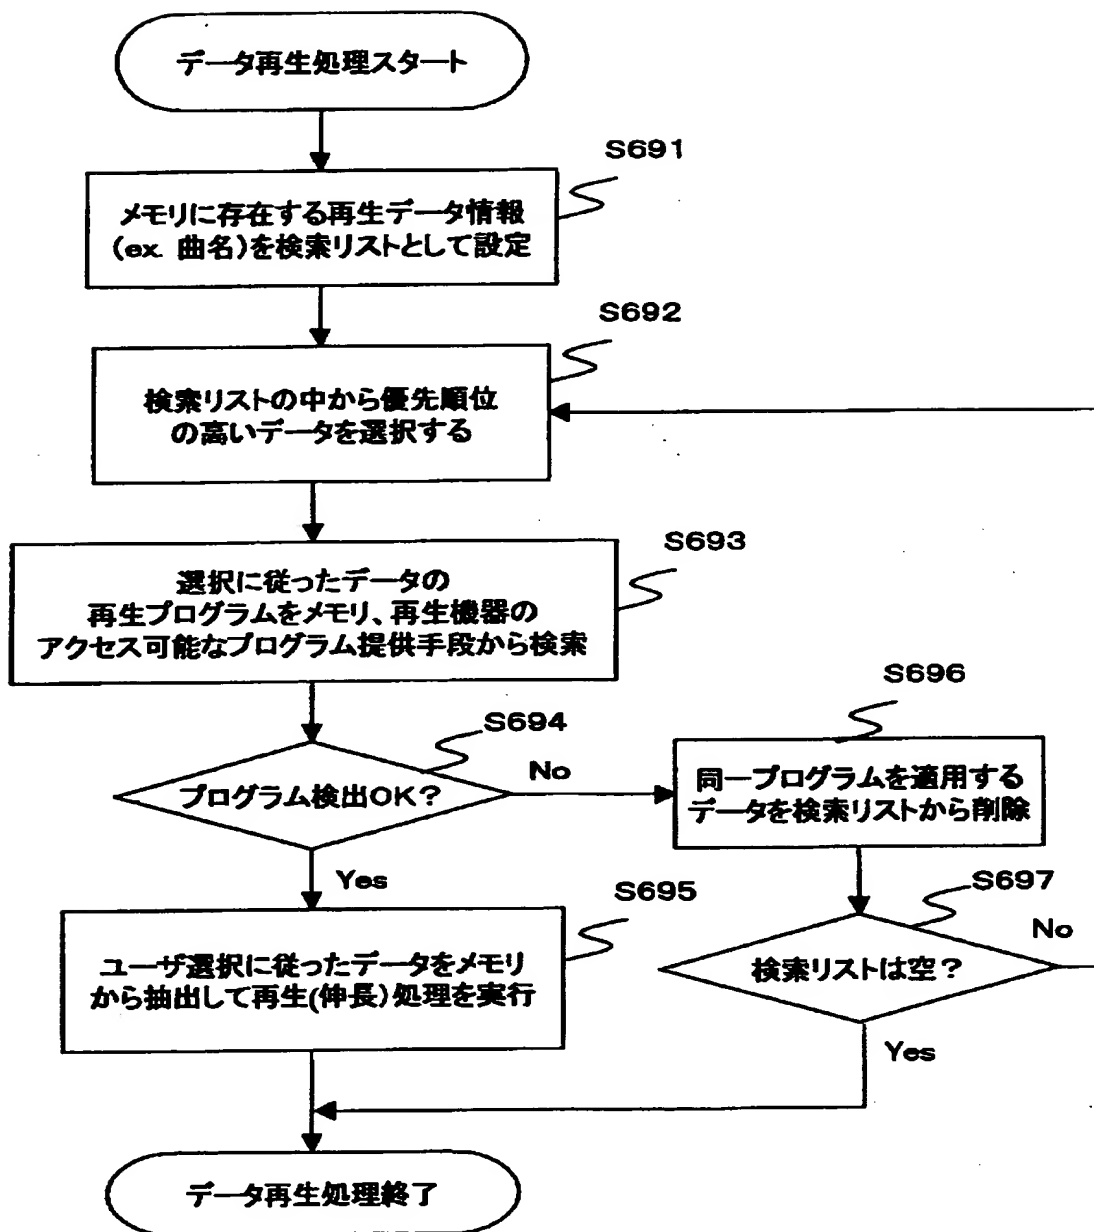 データ再生処理スタート
S691
メモリに存在する再生データ情報
(ex. 曲名)を検索リストとして設定
S692
検索リストの中から優先順位
の高いデータを選択する
S693
選択に従ったデータの
再生プログラムをメモリ、再生機器の
アクセス可能なプログラム提供手段から検索
S694
プログラム検出OK?
No
Yes
S696
同一プログラムを適用する
データを検索リストから削除
S695
ユーザ選択に従ったデータをメモリ
から抽出して再生(伸長)処理を実行
S697
検索リストは空?
No
Yes
データ再生処理終了